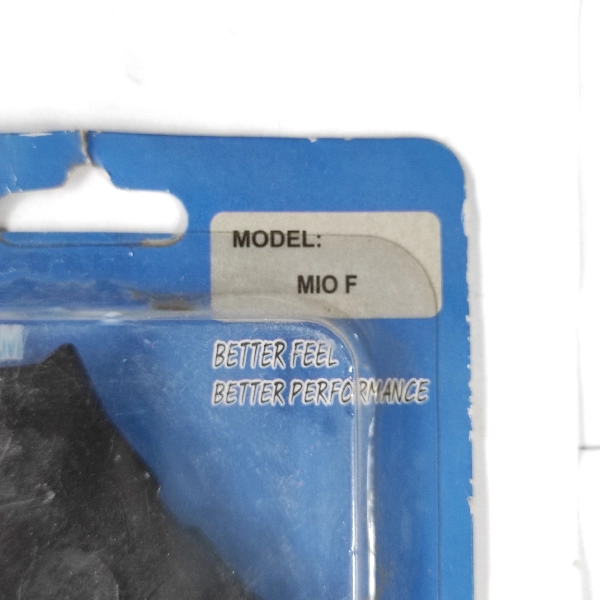 MODEL:
MIO F
BETTER FEEL
BETTER PERFORMANCE